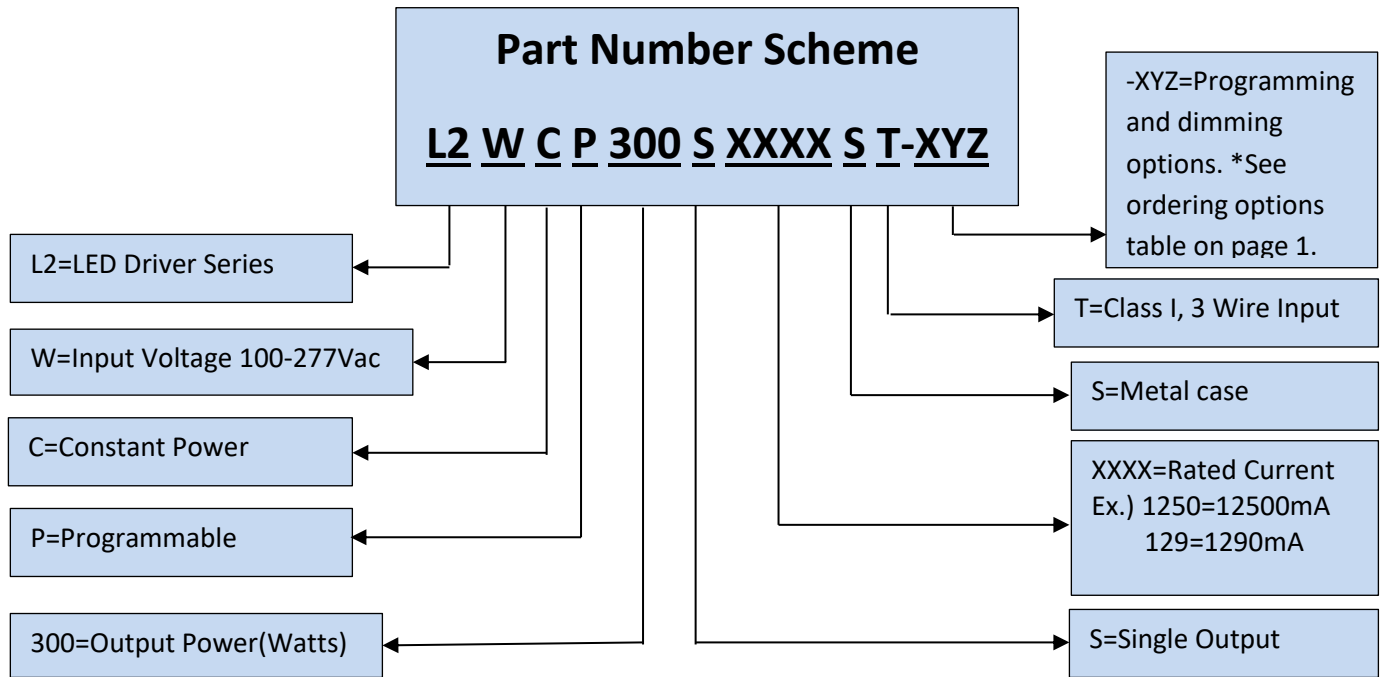 Part Number Scheme
L2 W C P 300 S XXXX S T-XYZ
L2=LED Driver Series
W=Input Voltage 100-277Vac
C=Constant Power
P=Programmable
300=Output Power(Watts)
-XYZ=Programming
and dimming
options. *See
ordering options
table on page 1.
T=Class I, 3 Wire Input
S=Metal case
XXXX=Rated Current
Ex.) 1250=12500mA
129=1290mA
S=Single Output